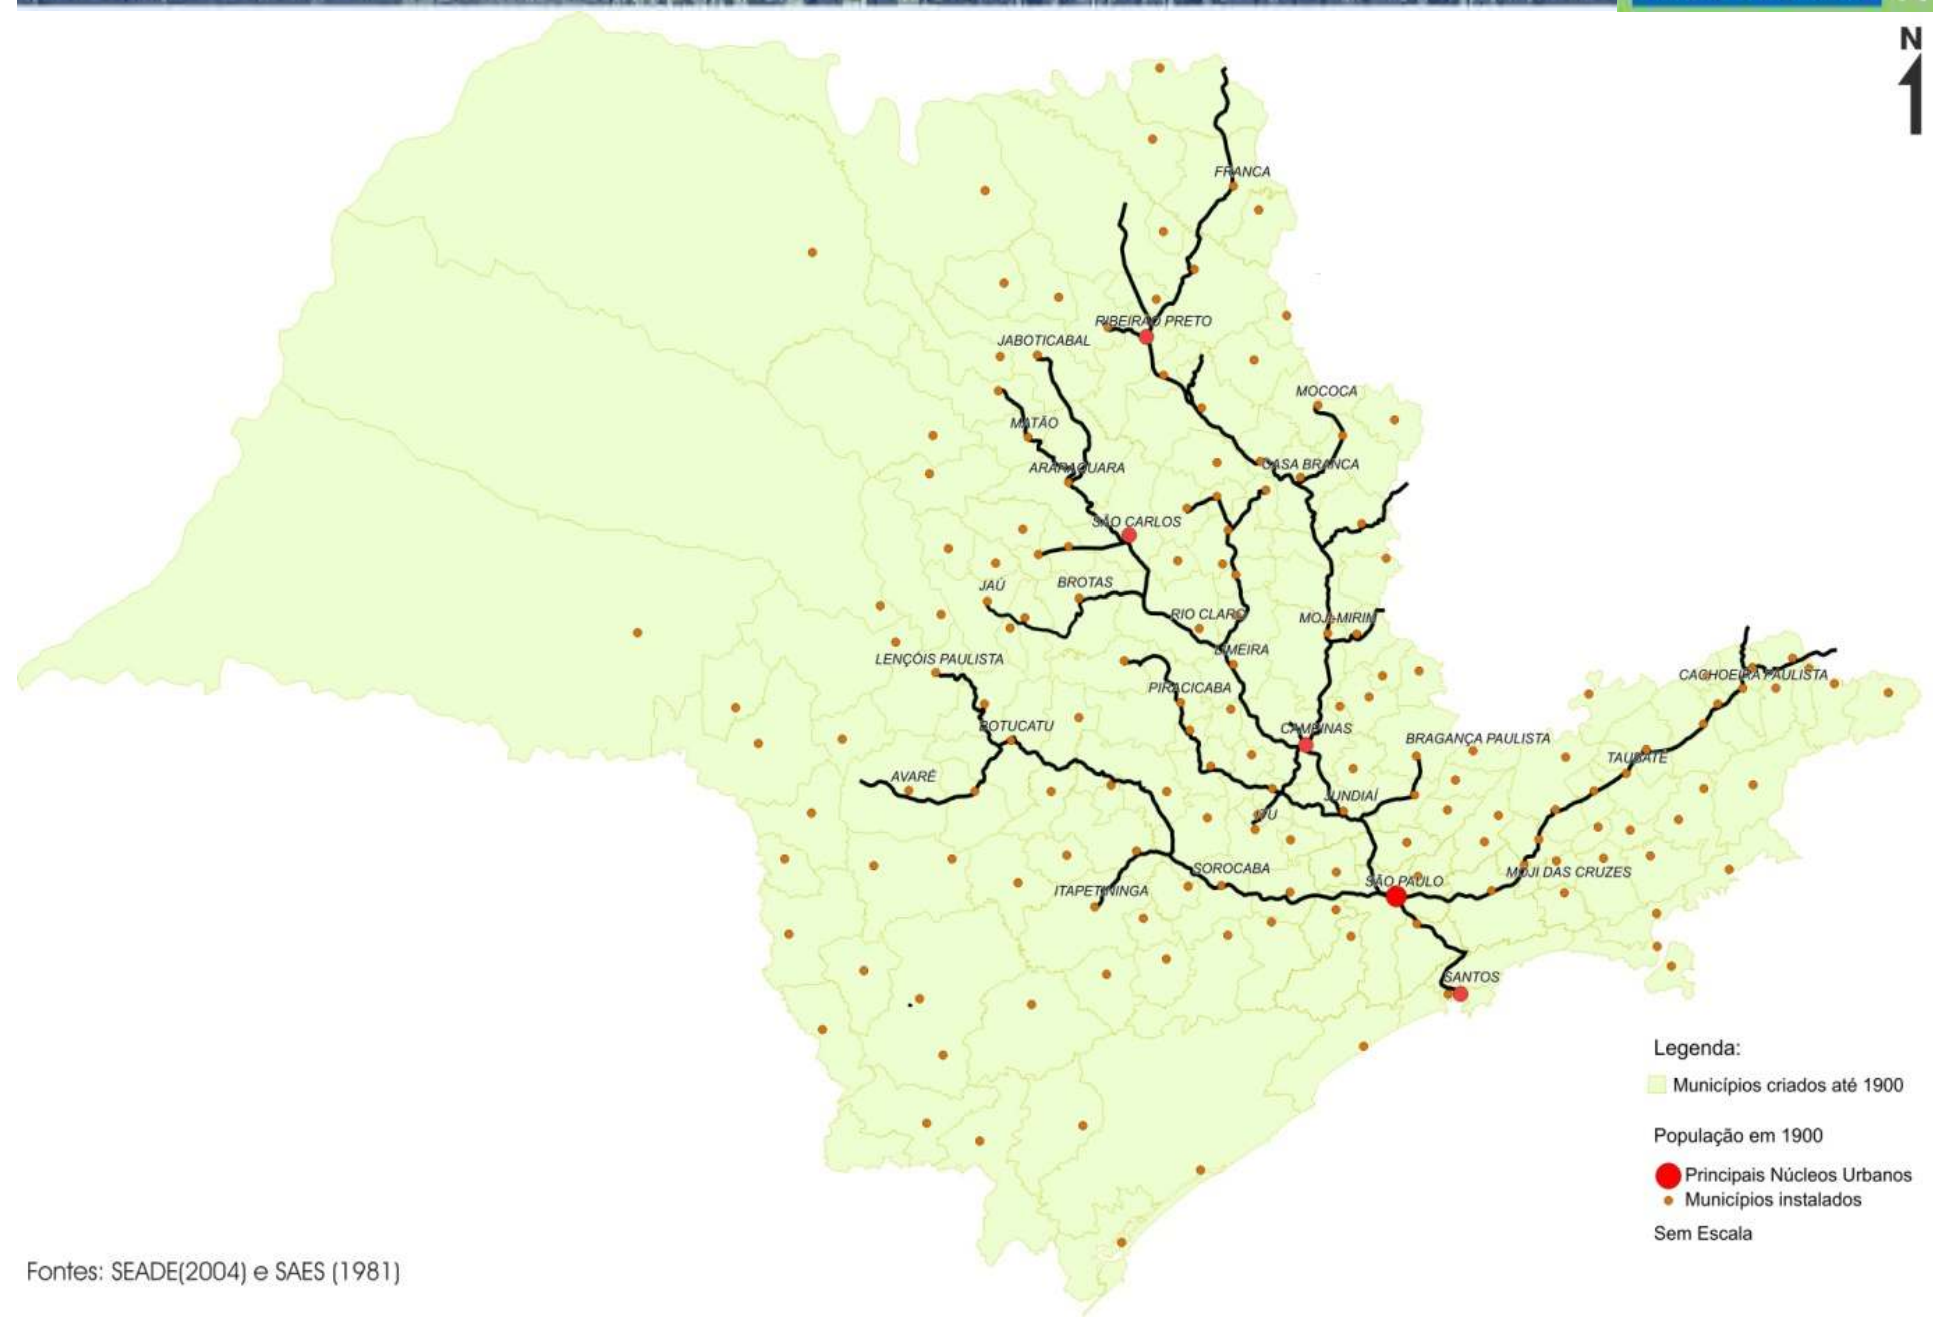 N
FRANCA
RIBEIRÃO PRETO
JABOTICABAL
MOCOCA
MATÃO
ARARAQUARA
CASA BRANCA
SÃO CARLOS
JAÚ
BROTAS
RIO CLARO
MOJI-MIRIM
LENÇÓIS PAULISTA
LIMEIRA
CACHOEIRA PAULISTA
PIRACICABA
BOTUCATU
CAMPINAS
BRAGANÇA PAULISTA
TAUBATÉ
AVARÉ
JUNDIAÍ
ITU
SOROCABA
MOJI DAS CRUZES
ITAPETININGA
SÃO PAULO
SANTOS
Legenda:
Municípios criados até 1900
População em 1900
Principais Núcleos Urbanos
Municípios instalados
Sem Escala
Fontes: SEADE(2004) e SAES (1981)